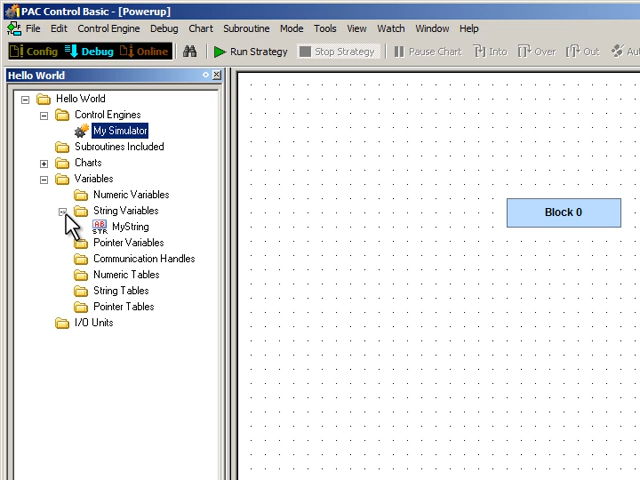 PAC Control Basic - [Powerup]
File Edit Control Engine Debug Chart Subroutine Mode Tools View Watch Window Help
Config Debug Online Run Strategy Stop Strategy Pause Chart Into Over Out
Hello World
Hello World
Control Engines
My Simulator
Subroutines Included
Charts
Variables
Numeric Variables
String Variables
AB STR MyString
Pointer Variables
Communication Handles
Numeric Tables
String Tables
Pointer Tables
I/O Units
Block 0